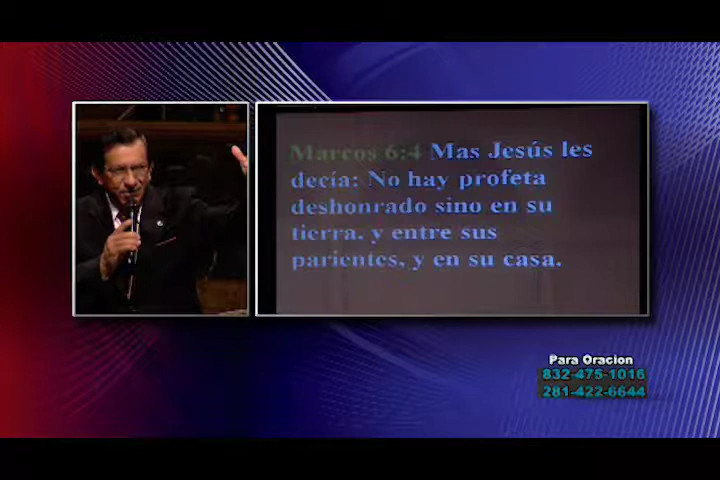 Marcos 6:4 Mas Jesús les
decía: No hay profeta
deshonrado sino en su
tierra, y entre sus
parientes, y en su casa.
Para Oracion
832-475-1016
281-422-6644